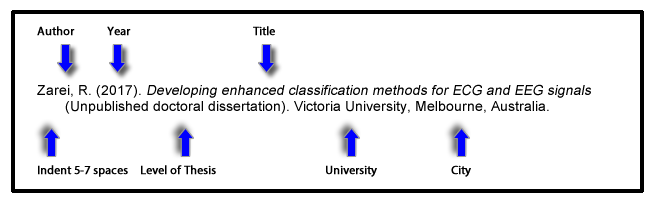 Author Year Title
Zarei, R. (2017). Developing enhanced classification methods for ECG and EEG signals
(Unpublished doctoral dissertation). Victoria University, Melbourne, Australia.
Indent 5-7 spaces Level of Thesis University City